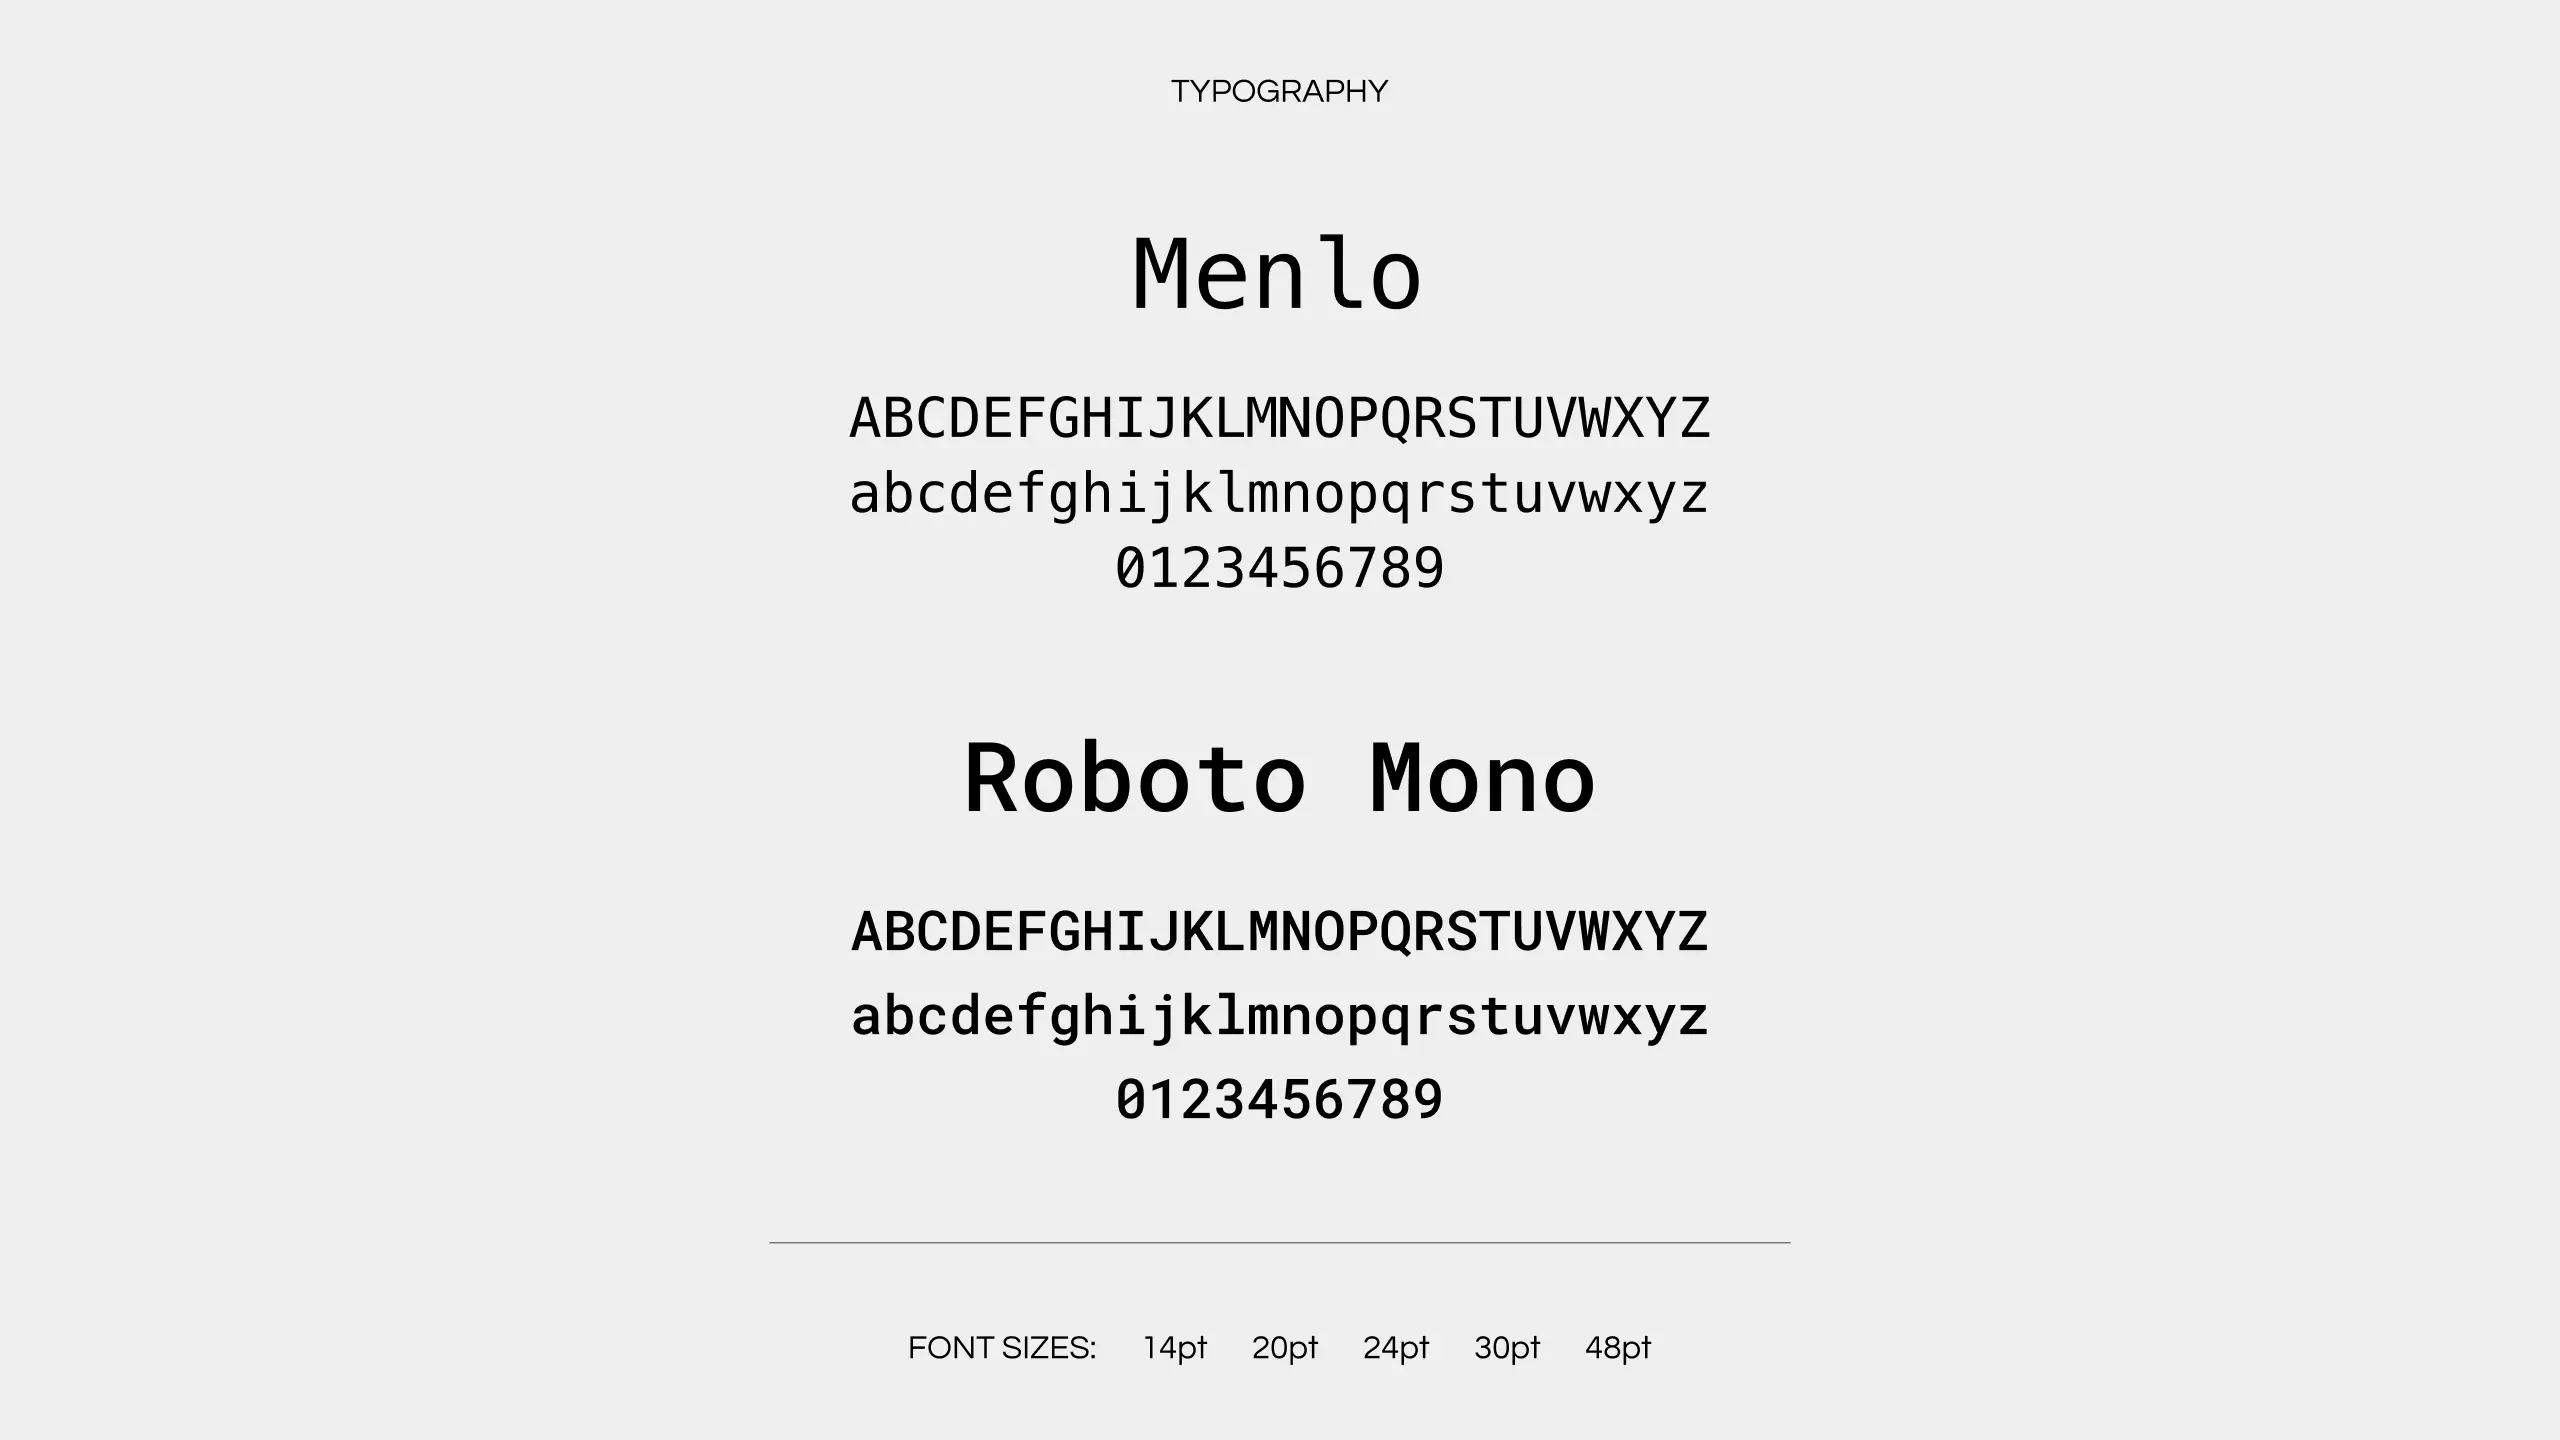 TYPOGRAPHY
Menlo
ABCDEFGHIJKLMNOPQRSTUVWXYZ
abcdefghijklmnopqrstuvwxyz
0123456789
Roboto Mono
ABCDEFGHIJKLMNOPQRSTUVWXYZ
abcdefghijklmnopqrstuvwxyz
0123456789
FONT SIZES: 14pt 20pt 24pt 30pt 48pt